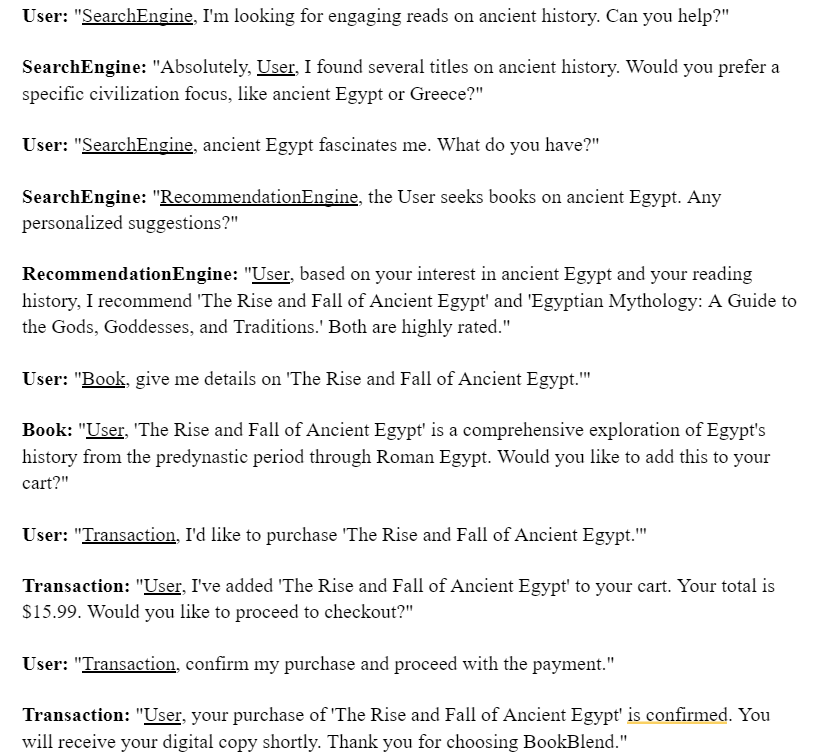 User: "SearchEngine, I'm looking for engaging reads on ancient history. Can you help?"
SearchEngine: "Absolutely, User, I found several titles on ancient history. Would you prefer a
specific civilization focus, like ancient Egypt or Greece?"
User: "SearchEngine, ancient Egypt fascinates me. What do you have?"
SearchEngine: "RecommendationEngine, the User seeks books on ancient Egypt. Any
personalized suggestions?"
RecommendationEngine: "User, based on your interest in ancient Egypt and your reading
history, I recommend 'The Rise and Fall of Ancient Egypt' and 'Egyptian Mythology: A Guide to
the Gods, Goddesses, and Traditions.' Both are highly rated."
User: "Book, give me details on 'The Rise and Fall of Ancient Egypt.'"
Book: "User, 'The Rise and Fall of Ancient Egypt' is a comprehensive exploration of Egypt's
history from the predynastic period through Roman Egypt. Would you like to add this to your
cart?"
User: "Transaction, I'd like to purchase 'The Rise and Fall of Ancient Egypt.'"
Transaction: "User, I've added 'The Rise and Fall of Ancient Egypt' to your cart. Your total is
$15.99. Would you like to proceed to checkout?"
User: "Transaction, confirm my purchase and proceed with the payment."
Transaction: "User, your purchase of 'The Rise and Fall of Ancient Egypt' is confirmed. You
will receive your digital copy shortly. Thank you for choosing BookBlend."